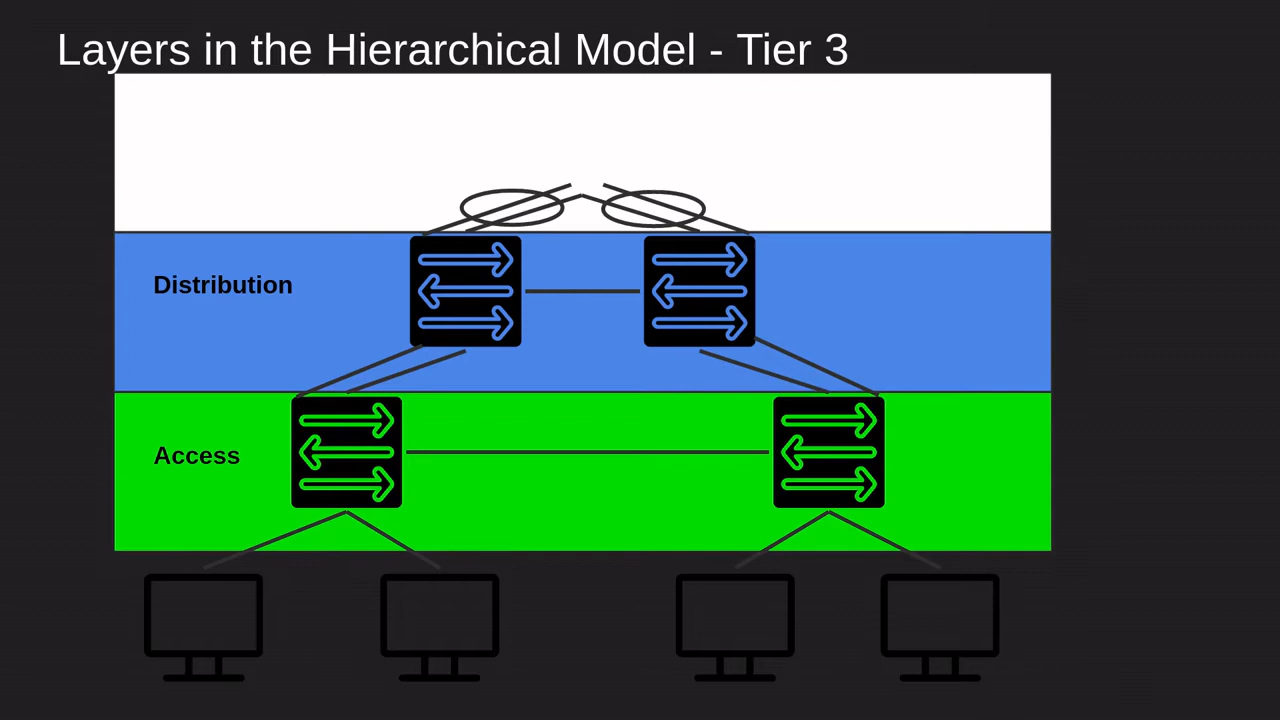 Layers in the Hierarchical Model - Tier 3
Distribution
Access